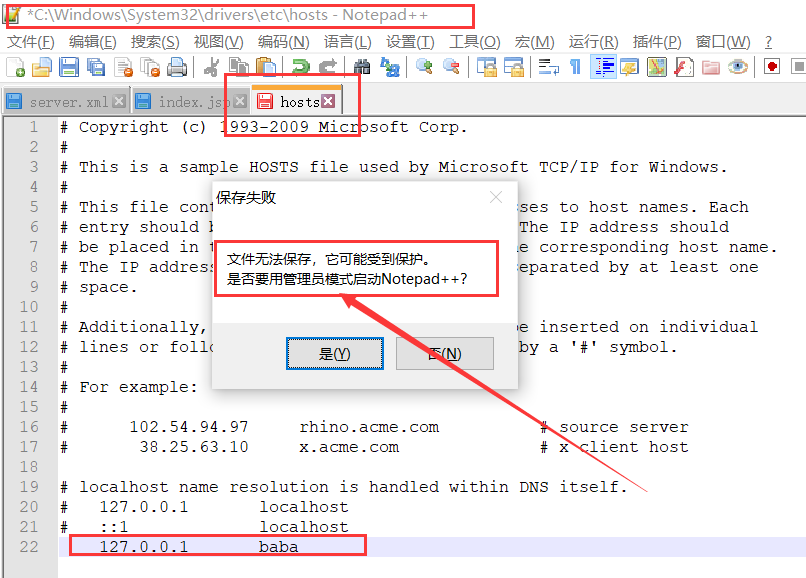 *C:\Windows\System32\drivers\etc\hosts - Notepad++
文件(F) 编辑(E) 搜索(S) 视图(V) 编码(N) 语言(L) 设置(T) 工具(O) 宏(M) 运行(R) 插件(P) 窗口(W) ?
server.xml index.jsp hosts
1 # Copyright (c) 1993-2009 Microsoft Corp.
2 #
3 # This is a sample HOSTS file used by Microsoft TCP/IP for Windows.
4 #
5 # This file con ses to host names. Each
6 # entry should The IP address should
7 # be placed in corresponding host name.
8 # The IP address separated by at least one
9 # space.
10 #
11 # Additionally, be inserted on individual
12 # lines or follo by a '#' symbol.
13 #
14 # For example:
15 #
16 # 102.54.94.97 rhino.acme.com # source server
17 # 38.25.63.10 x.acme.com # x client host
18
19 # localhost name resolution is handled within DNS itself.
20 # 127.0.0.1 localhost
21 # ::1 localhost
22 127.0.0.1 baba
保存失败
文件无法保存，它可能受到保护。
是否要用管理员模式启动Notepad++?
是(Y) 否(N)